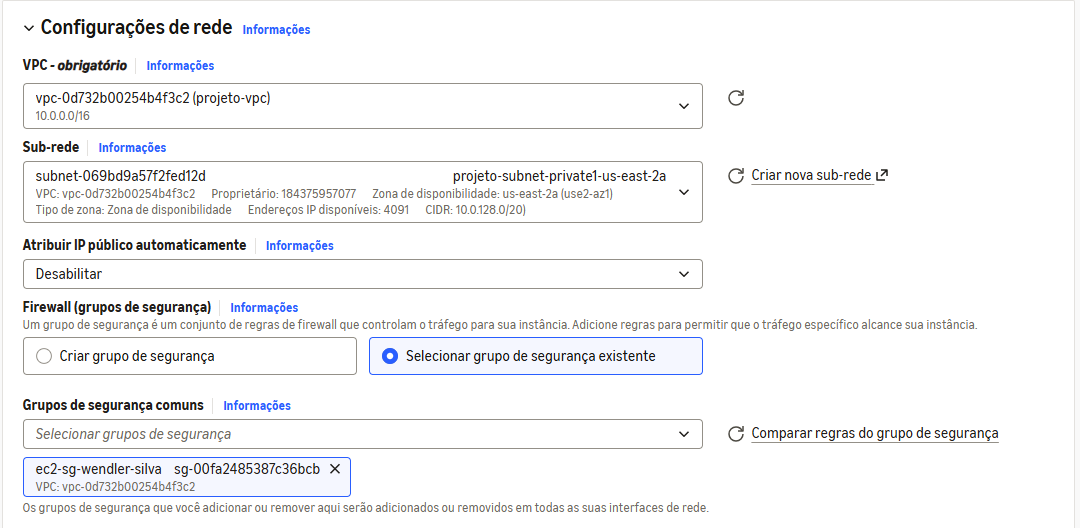 Configurações de rede Informações
VPC - obrigatório Informações
vpc-0d732b00254b4f3c2 (projeto-vpc)
10.0.0.0/16
Sub-rede Informações
subnet-069bd9a57f2fed12d projeto-subnet-private1-us-east-2a
VPC: vpc-0d732b00254b4f3c2 Proprietário: 184375957077 Zona de disponibilidade: us-east-2a (use2-az1)
Tipo de zona: Zona de disponibilidade Endereços IP disponíveis: 4091 CIDR: 10.0.128.0/20)
Criar nova sub-rede
Atribuir IP público automaticamente Informações
Desabilitar
Firewall (grupos de segurança) Informações
Um grupo de segurança é um conjunto de regras de firewall que controlam o tráfego para sua instância. Adicione regras para permitir que o tráfego específico alcance sua instância.
Criar grupo de segurança
Selecionar grupo de segurança existente
Grupos de segurança comuns Informações
Selecionar grupos de segurança
Comparar regras do grupo de segurança
ec2-sg-wendler-silva sg-00fa2485387c36bcb
VPC: vpc-0d732b00254b4f3c2
Os grupos de segurança que você adicionar ou remover aqui serão adicionados ou removidos em todas as suas interfaces de rede.